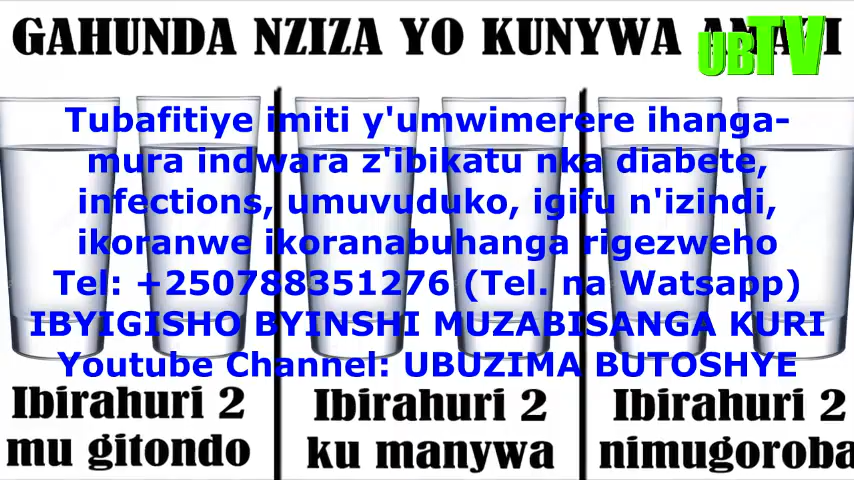 GAHUNDA NZIZA YO KUNYWA AMAZI
UBTV
Tubafitiye imiti y'umwimerere ihanga-
mura indwara z'ibikatu nka diabete,
infections, umuvuduko, igifu n'izindi,
ikoranwe ikoranabuhanga rigezweho
Tel: +250788351276 (Tel. na Watsapp)
IBYIGISHO BYINSHI MUZABISANGA KURI
Youtube Channel: UBUZIMA BUTOSHYE
Ibirahuri 2
mu gitondo
Ibirahuri 2
ku manywa
Ibirahuri 2
nimugoroba